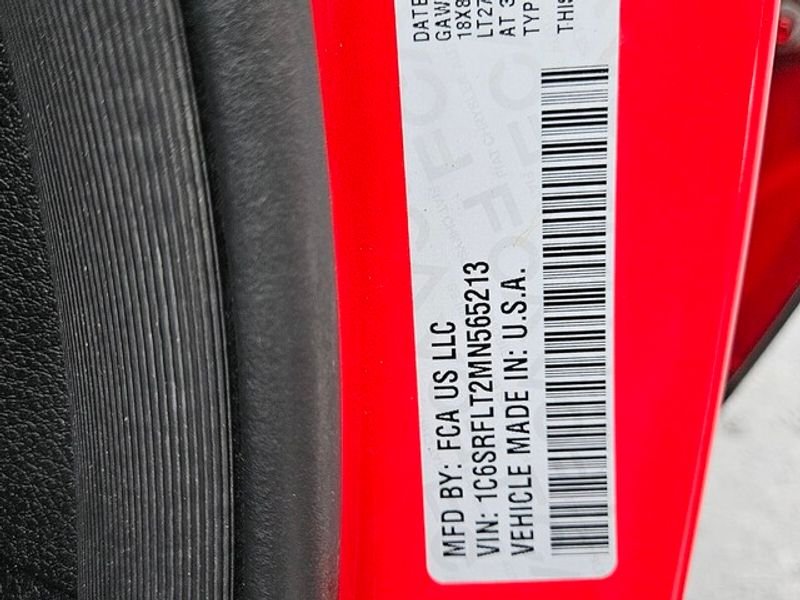 MFD BY: FCA US LLC
VIN: 1C6SRFLT2MN565213
VEHICLE MADE IN: U.S.A.
DATE
GAW
18X8
LT27
AT 3
TYP
THIS